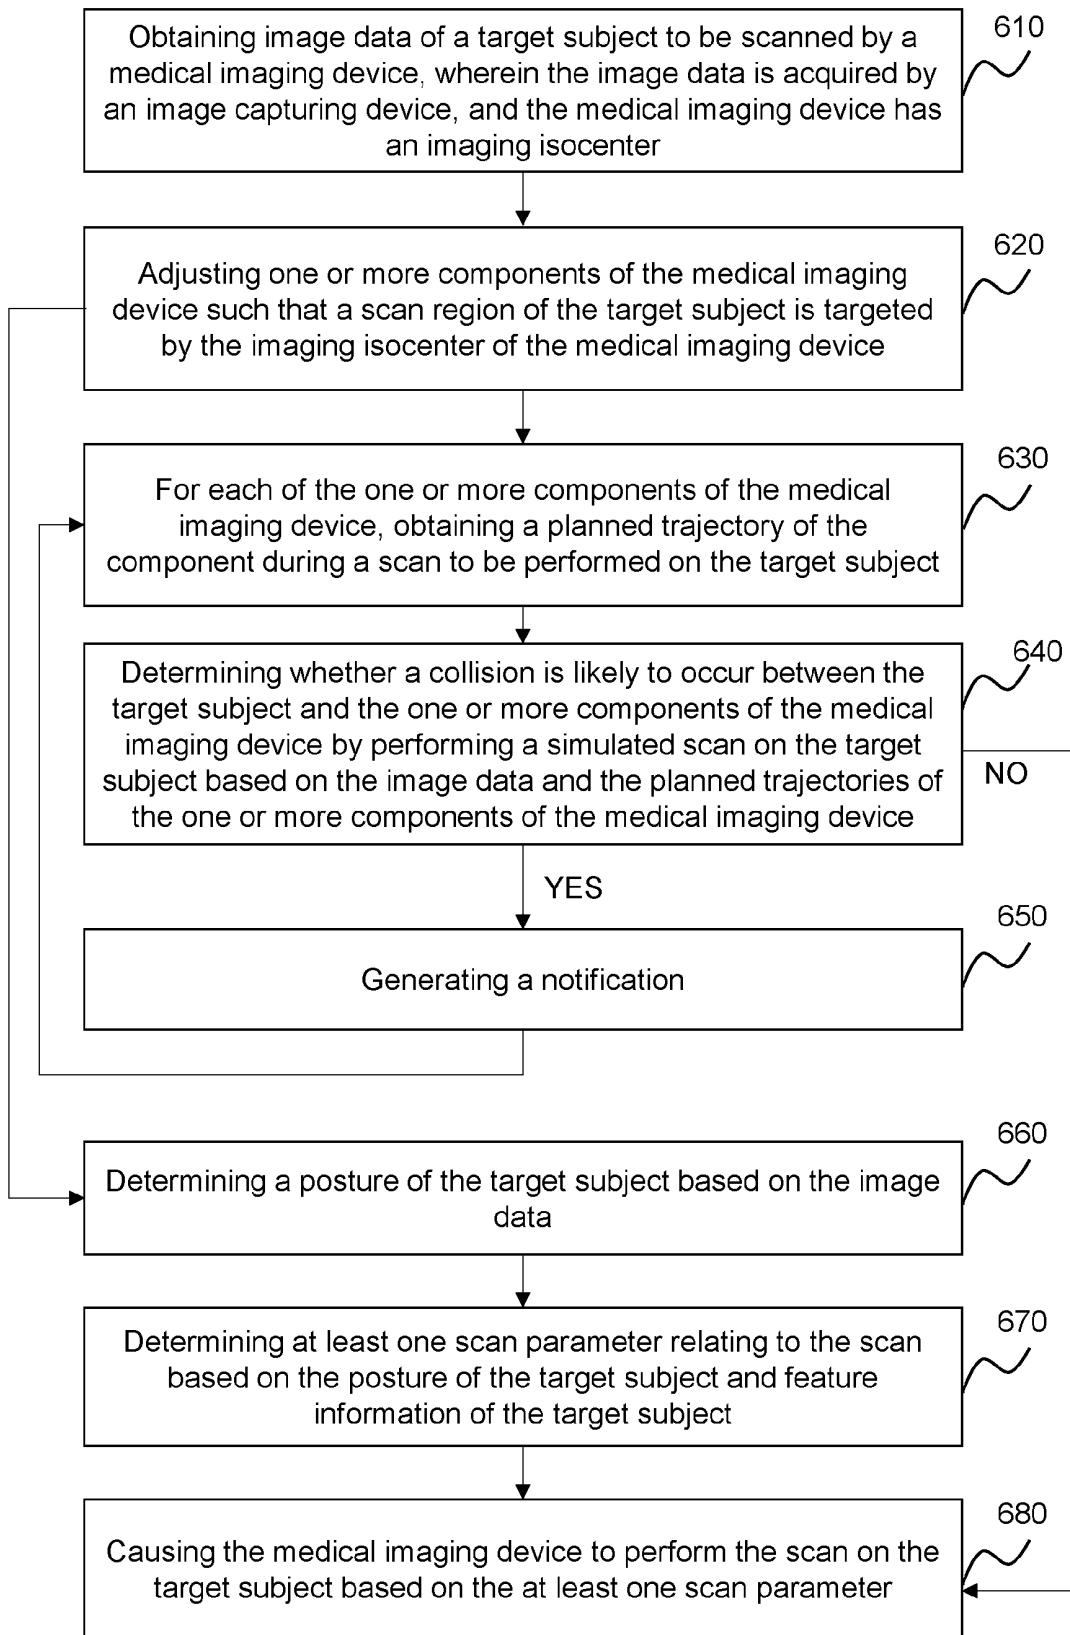 610
Obtaining image data of a target subject to be scanned by a
medical imaging device, wherein the image data is acquired by
an image capturing device, and the medical imaging device has
an imaging isocenter
620
Adjusting one or more components of the medical imaging
device such that a scan region of the target subject is targeted
by the imaging isocenter of the medical imaging device
630
For each of the one or more components of the medical
imaging device, obtaining a planned trajectory of the
component during a scan to be performed on the target subject
640
Determining whether a collision is likely to occur between the
target subject and the one or more components of the medical
imaging device by performing a simulated scan on the target
subject based on the image data and the planned trajectories of
the one or more components of the medical imaging device
NO
YES
650
Generating a notification
660
Determining a posture of the target subject based on the image
data
670
Determining at least one scan parameter relating to the scan
based on the posture of the target subject and feature
information of the target subject
680
Causing the medical imaging device to perform the scan on the
target subject based on the at least one scan parameter